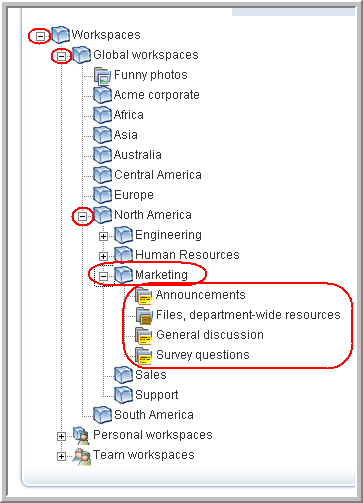 Workspaces
Global workspaces
Funny photos
Acme corporate
Africa
Asia
Australia
Central America
Europe
North America
Engineering
Human Resources
Marketing
Announcements
Files, department-wide resources
General discussion
Survey questions
Sales
Support
South America
Personal workspaces
Team workspaces